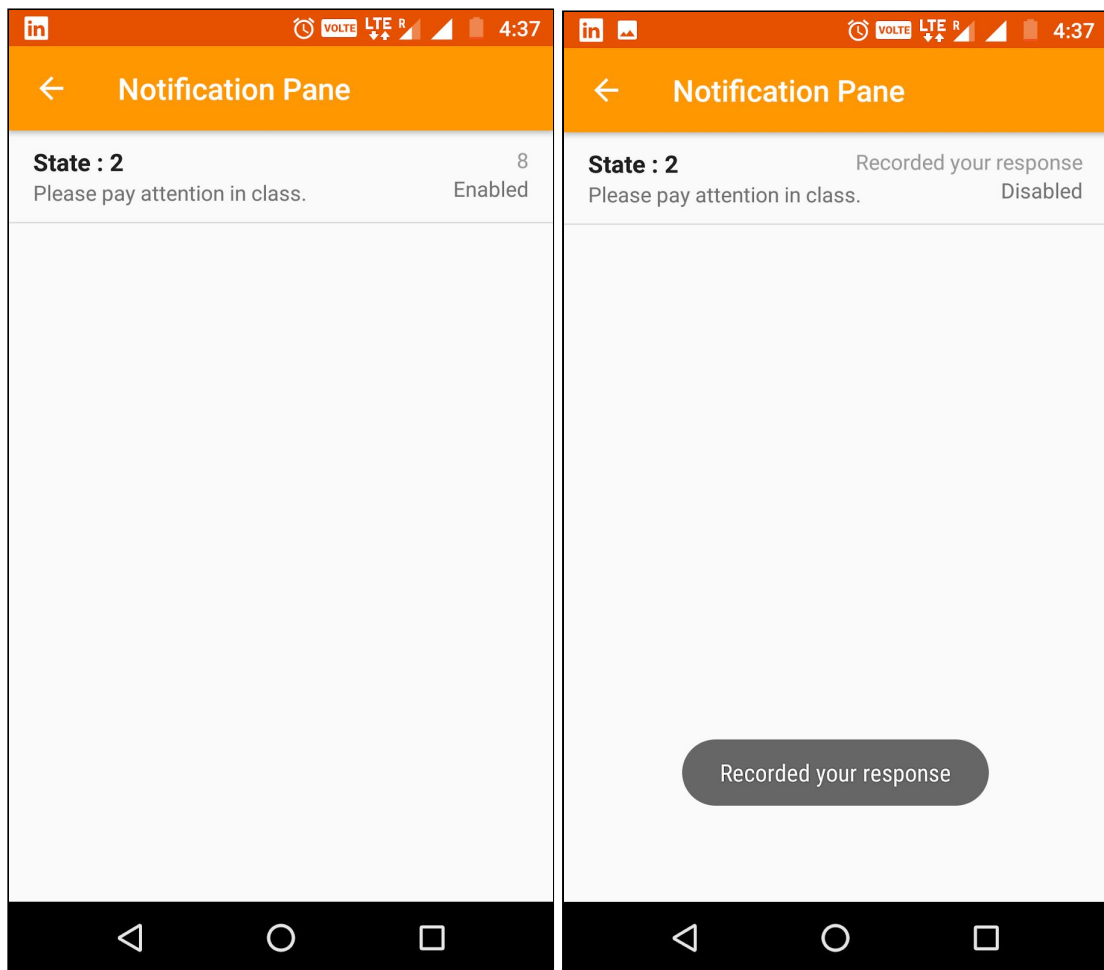 in VOLTE LTE R 4:37
Notification Pane
State : 2 8
Please pay attention in class. Enabled
in VOLTE LTE R 4:37
Notification Pane
State : 2 Recorded your response
Please pay attention in class. Disabled
Recorded your response